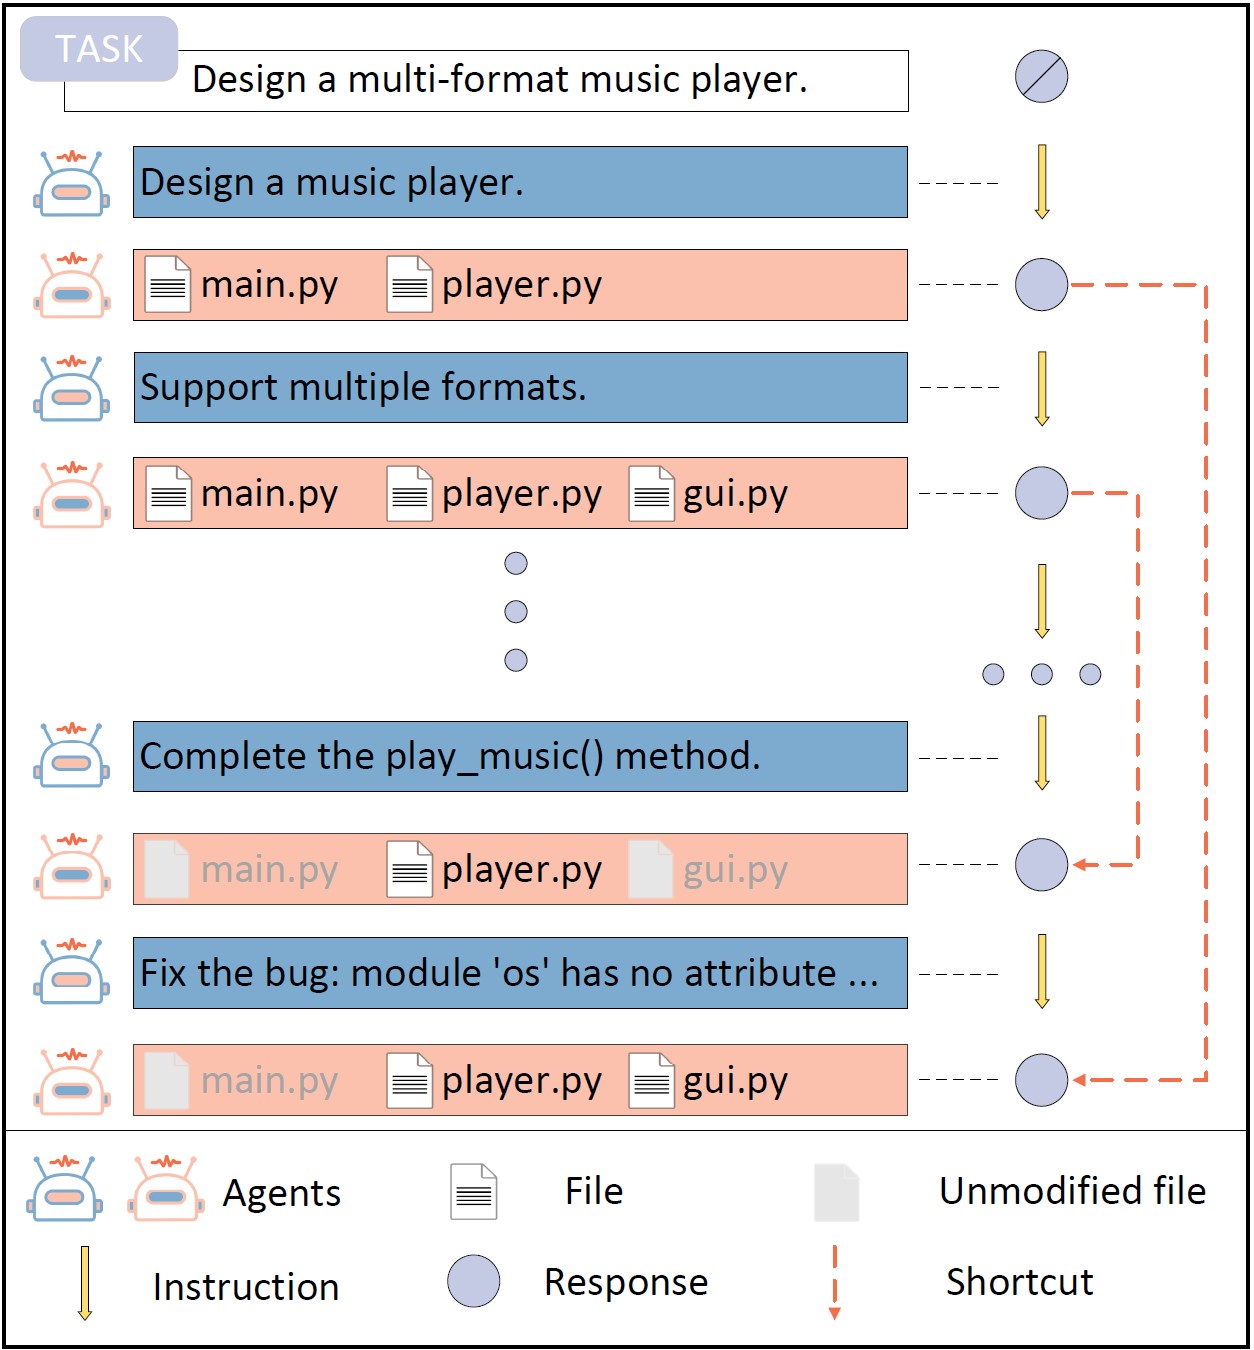 TASK
Design a multi-format music player.
Design a music player.
main.py player.py
Support multiple formats.
main.py player.py gui.py
Complete the play_music() method.
main.py player.py gui.py
Fix the bug: module 'os' has no attribute ...
main.py player.py gui.py
Agents File Unmodified file
Instruction Response Shortcut